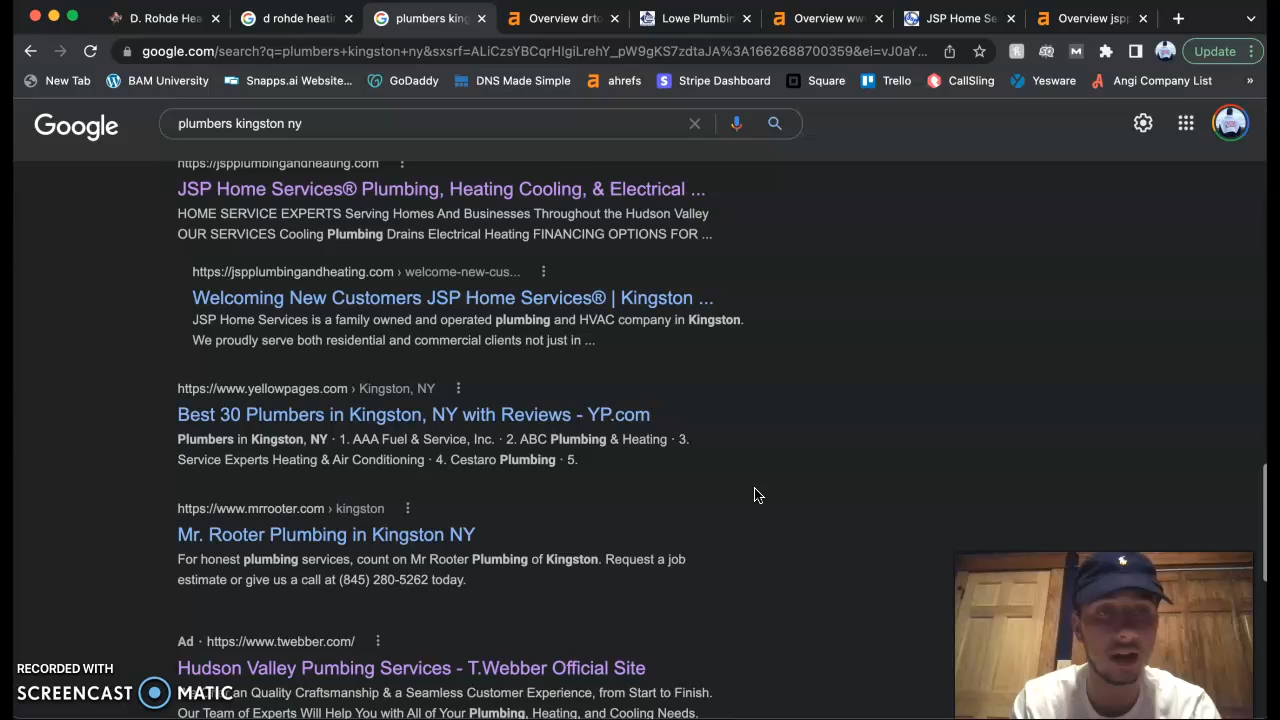 D. Rohde Hea
d rohde heatin
plumbers king
Overview drto
Lowe Plumbin
Overview ww
JSP Home Se
Overview jspp
google.com/search?q=plumbers+kingston+ny&sxsrf=ALiCzsYBCqrHIgiLrehY_pW9gKS7zdtaJA%3A1662688700359&ei=vJ0aY...
Update
New Tab
BAM University
Snapps.ai Website...
GoDaddy
DNS Made Simple
ahrefs
Stripe Dashboard
Square
Trello
CallSling
Yesware
Angi Company List
»
Google
plumbers kingston ny
https://jspplumbingandheating.com
JSP Home Services® Plumbing, Heating Cooling, & Electrical ...
HOME SERVICE EXPERTS Serving Homes And Businesses Throughout the Hudson Valley
OUR SERVICES Cooling Plumbing Drains Electrical Heating FINANCING OPTIONS FOR ...
https://jspplumbingandheating.com › welcome-new-cus...
Welcoming New Customers JSP Home Services® | Kingston ...
JSP Home Services is a family owned and operated plumbing and HVAC company in Kingston.
We proudly serve both residential and commercial clients not just in ...
https://www.yellowpages.com › Kingston, NY
Best 30 Plumbers in Kingston, NY with Reviews - YP.com
Plumbers in Kingston, NY · 1. AAA Fuel & Service, Inc. · 2. ABC Plumbing & Heating · 3.
Service Experts Heating & Air Conditioning · 4. Cestaro Plumbing · 5.
https://www.mrrooter.com › kingston
Mr. Rooter Plumbing in Kingston NY
For honest plumbing services, count on Mr Rooter Plumbing of Kingston. Request a job
estimate or give us a call at (845) 280-5262 today.
Ad · https://www.twebber.com/
Hudson Valley Pumbing Services - T.Webber Official Site
an Quality Craftsmanship & a Seamless Customer Experience, from Start to Finish.
Our Team of Experts Will Help You with All of Your Plumbing, Heating, and Cooling Needs.
RECORDED WITH
SCREENCAST MATIC